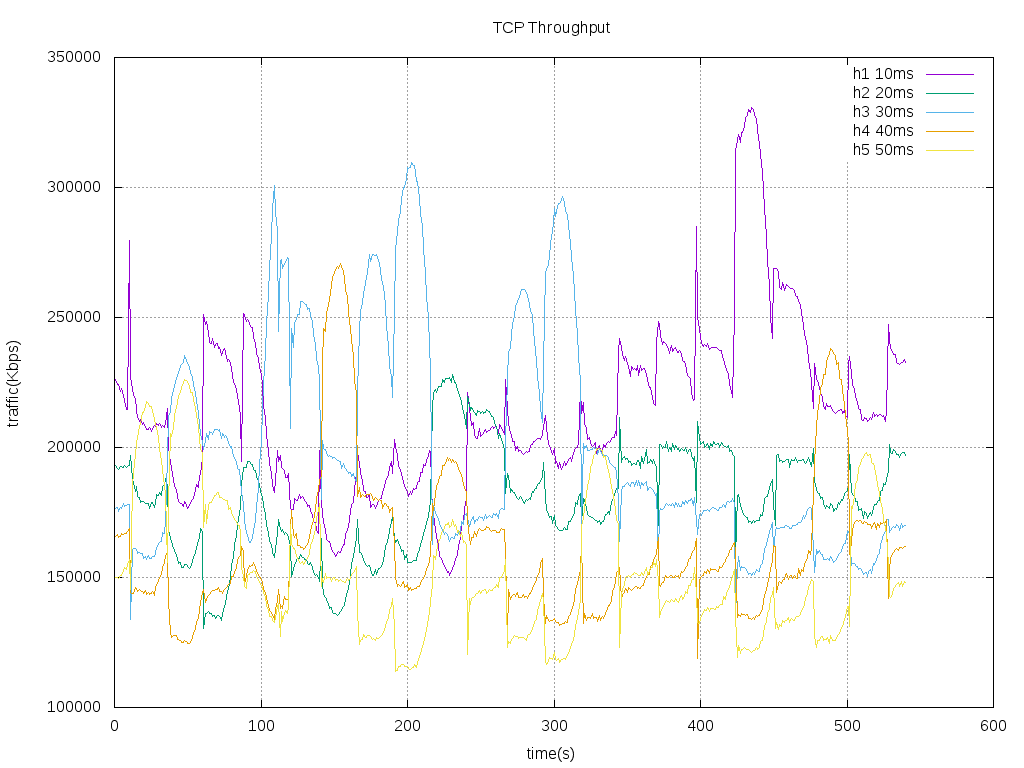 TCP Throughput
350000
300000
250000
200000
150000
100000
traffic(Kbps)
h1 10ms
h2 20ms
h3 30ms
h4 40ms
h5 50ms
0 100 200 300 400 500 600
time(s)